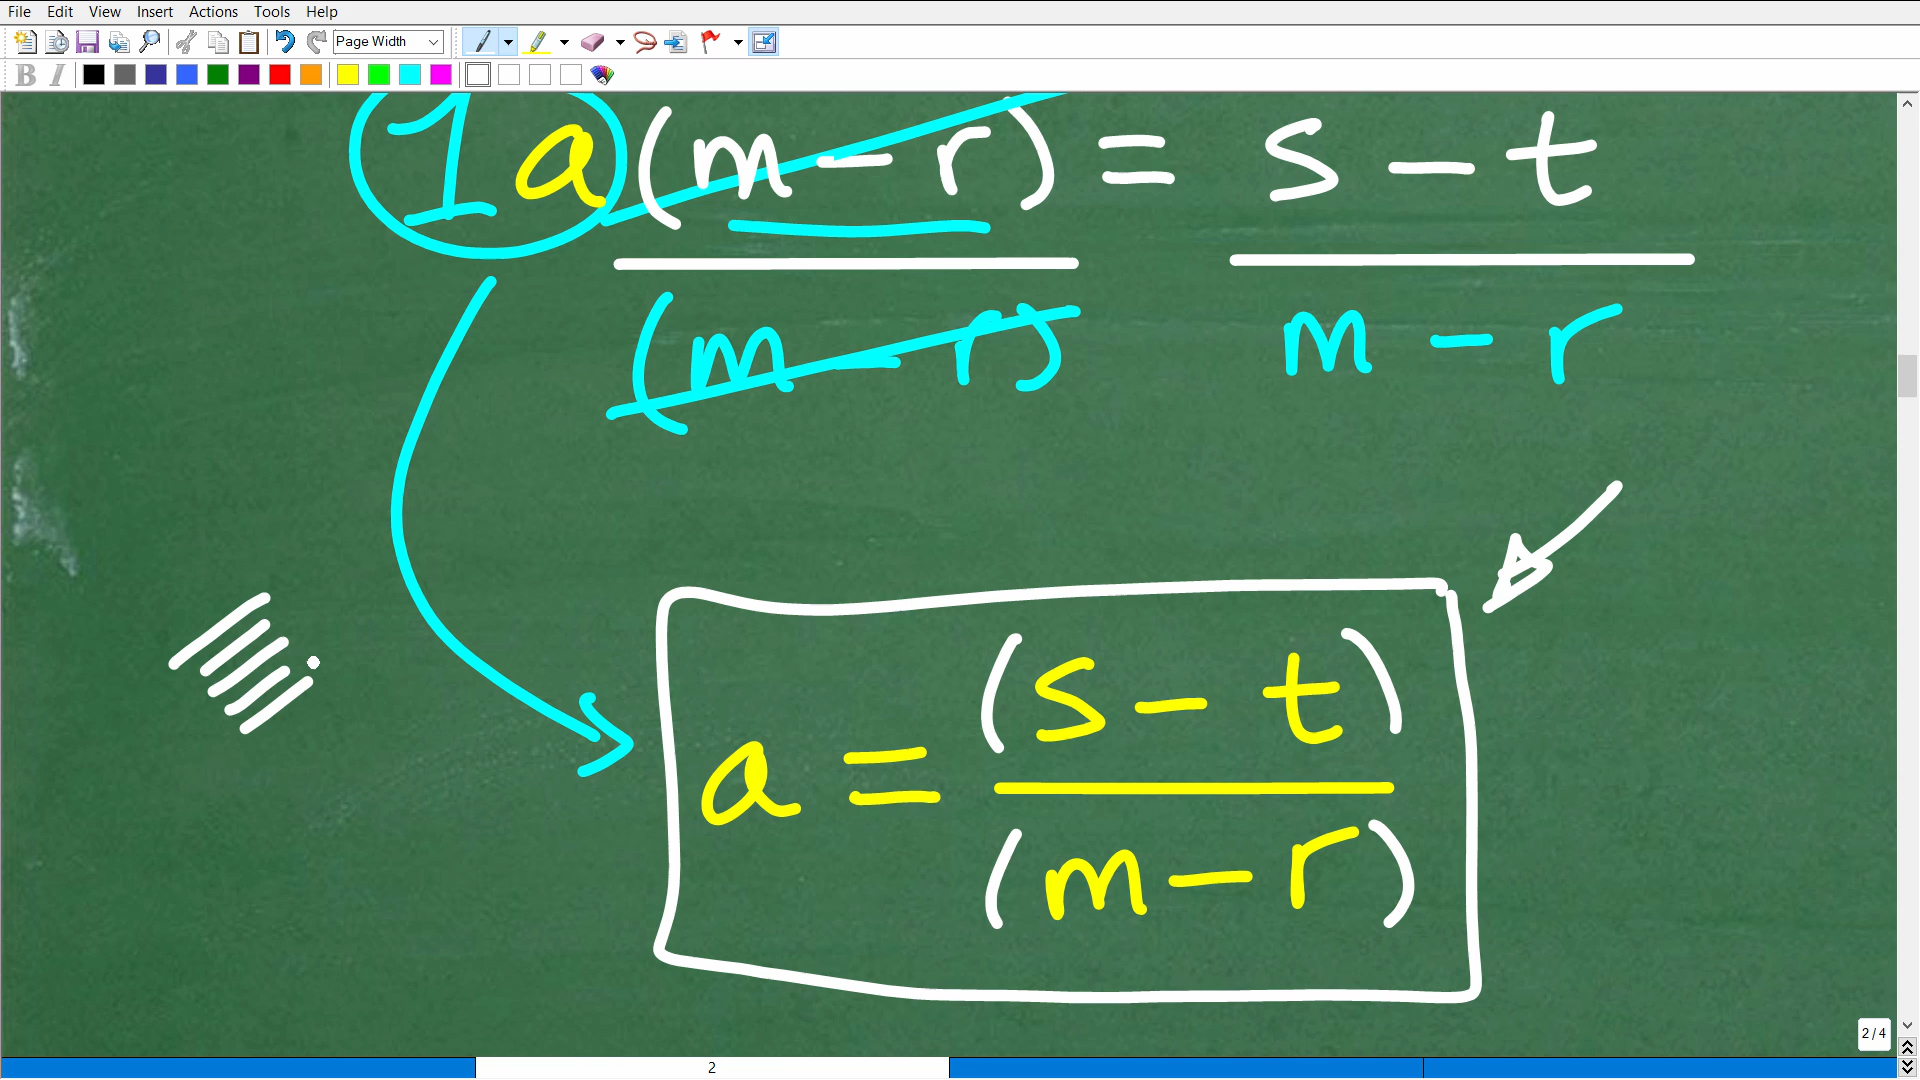 File Edit View Insert Actions Tools Help
Page Width
B I
1a(m-r) = s-t
(m-r) m-r
(s-t)
a =
(m-r)
2/4
2